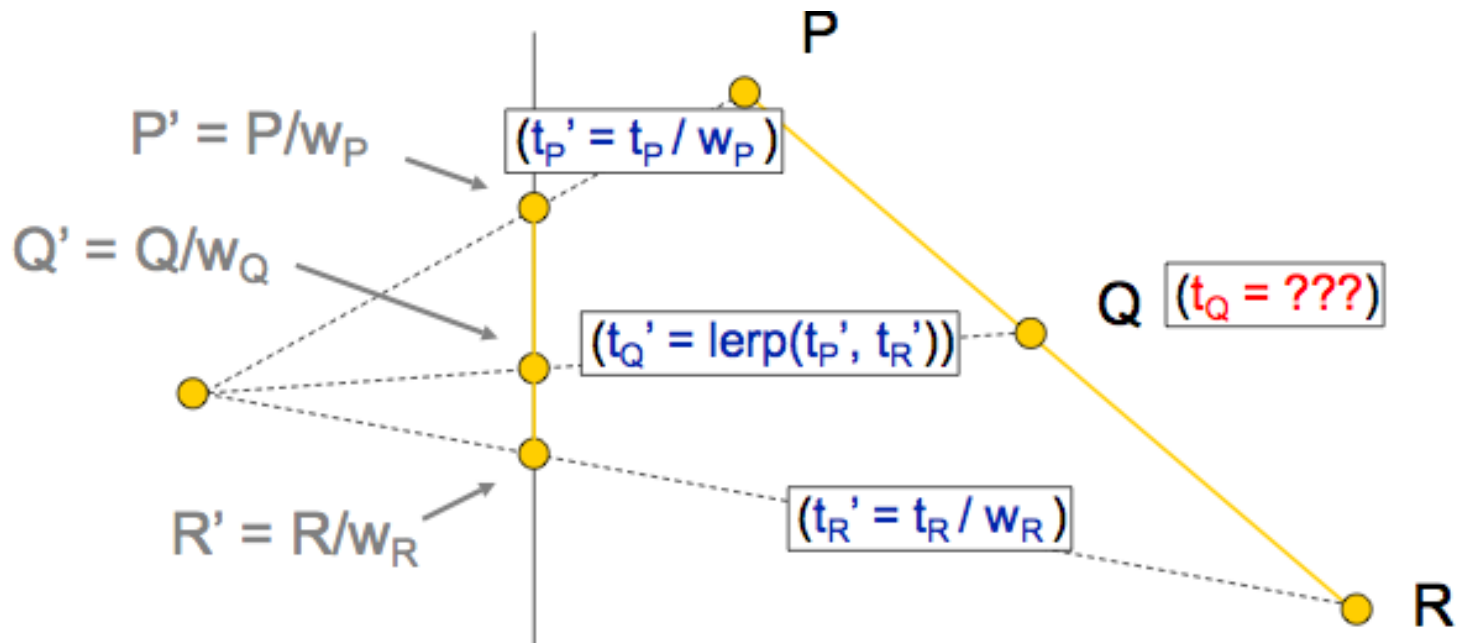 P
P’ = P/wP
(tP’ = tP / wP )
Q’ = Q/wQ
Q (tQ = ???)
(tQ’ = lerp(tP’, tR’))
R’ = R/wR
(tR’ = tR / wR )
R